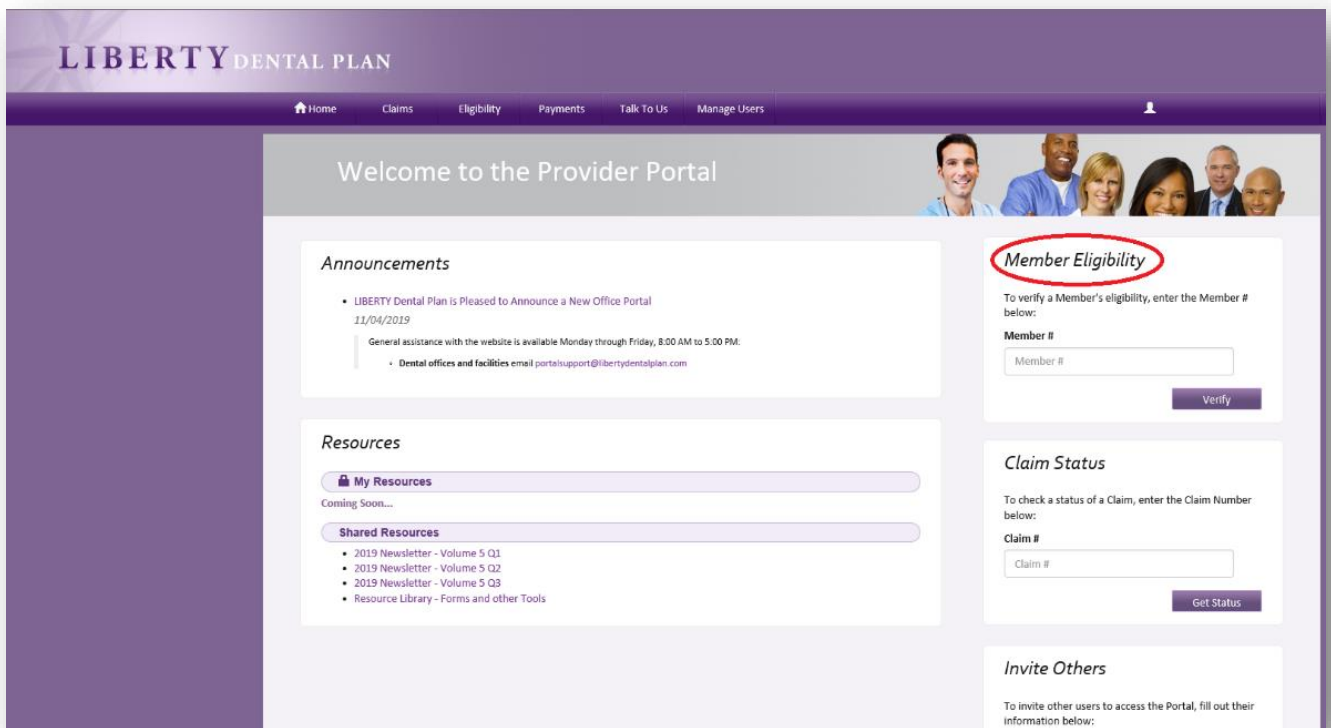 LIBERTY DENTAL PLAN
Home Claims Eligibility Payments Talk To Us Manage Users
Welcome to the Provider Portal
Announcements
LIBERTY Dental Plan is Pleased to Announce a New Office Portal
11/04/2019
General assistance with the website is available Monday through Friday, 8:00 AM to 5:00 PM:
Dental offices and facilities email portalsupport@libertydentalplan.com
Resources
My Resources
Coming Soon...
Shared Resources
2019 Newsletter - Volume 5 Q1
2019 Newsletter - Volume 5 Q2
2019 Newsletter - Volume 5 Q3
Resource Library - Forms and other Tools
Member Eligibility
To verify a Member's eligibility, enter the Member #
below:
Member #
Member #
Verify
Claim Status
To check a status of a Claim, enter the Claim Number
below:
Claim #
Claim #
Get Status
Invite Others
To invite other users to access the Portal, fill out their
information below: